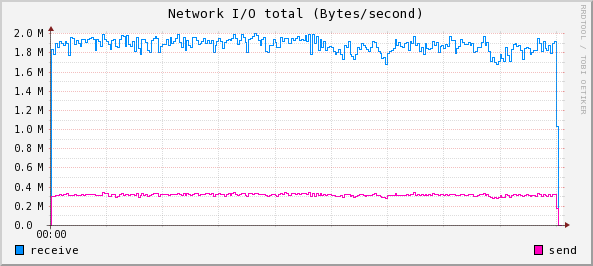 Network I/O total (Bytes/second)
2.0 M
1.8 M
1.6 M
1.4 M
1.2 M
1.0 M
0.8 M
0.6 M
0.4 M
0.2 M
0.0
00:00
receive
send
RRDTOOL / TOBI OETIKER